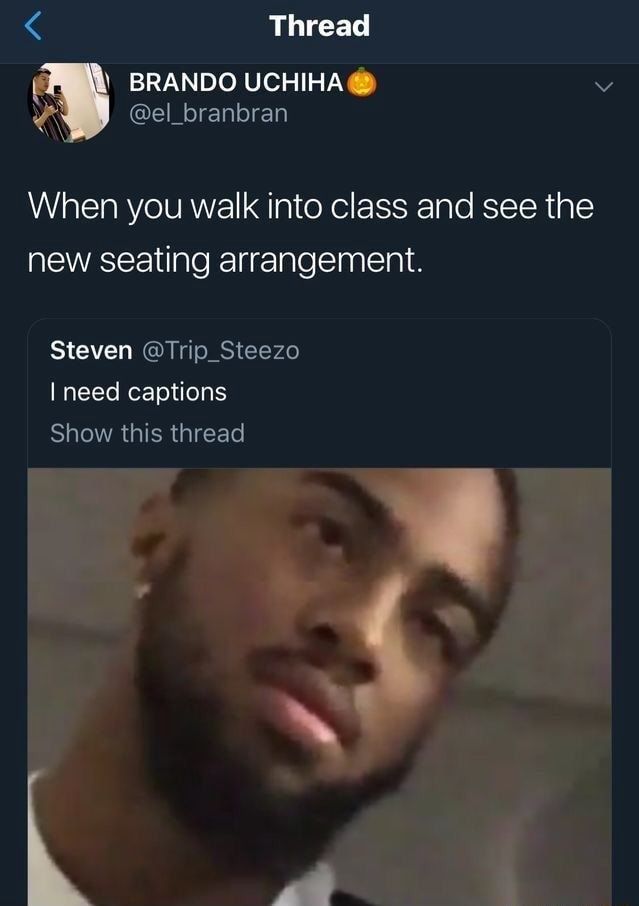 Thread
BRANDO UCHIHA🎃
@el_branbran
When you walk into class and see the
new seating arrangement.
Steven @Trip_Steezo
I need captions
Show this thread